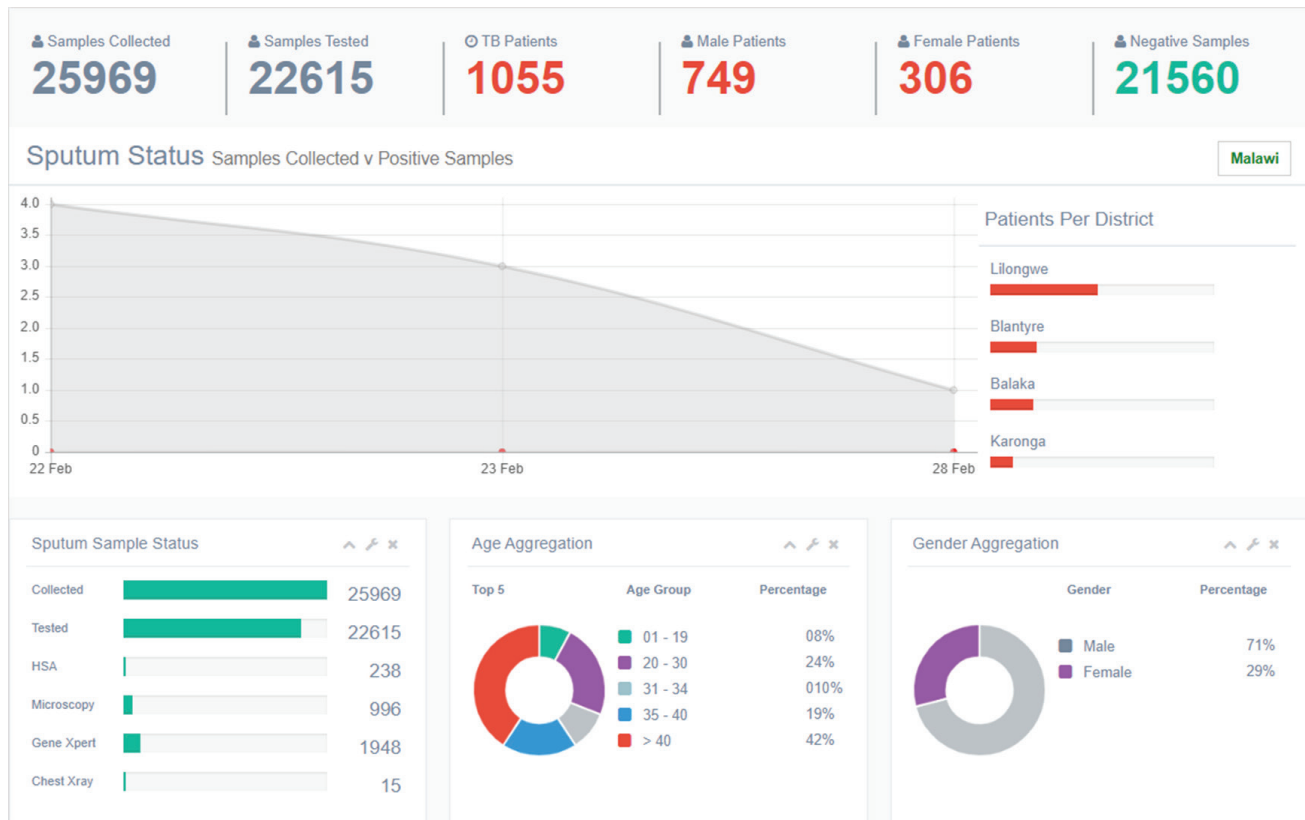 Samples Collected
25969
Samples Tested
22615
TB Patients
1055
Male Patients
749
Female Patients
306
Negative Samples
21560
Sputum Status Samples Collected v Positive Samples
Malawi
4.0
3.5
3.0
2.5
2.0
1.5
1.0
0.5
0
22 Feb
23 Feb
28 Feb
Patients Per District
Lilongwe
Blantyre
Balaka
Karonga
Sputum Sample Status
Collected 25969
Tested 22615
HSA 238
Microscopy 996
Gene Xpert 1948
Chest Xray 15
Age Aggregation
Top 5 Age Group Percentage
01 - 19 08%
20 - 30 24%
31 - 34 010%
35 - 40 19%
> 40 42%
Gender Aggregation
Gender Percentage
Male 71%
Female 29%